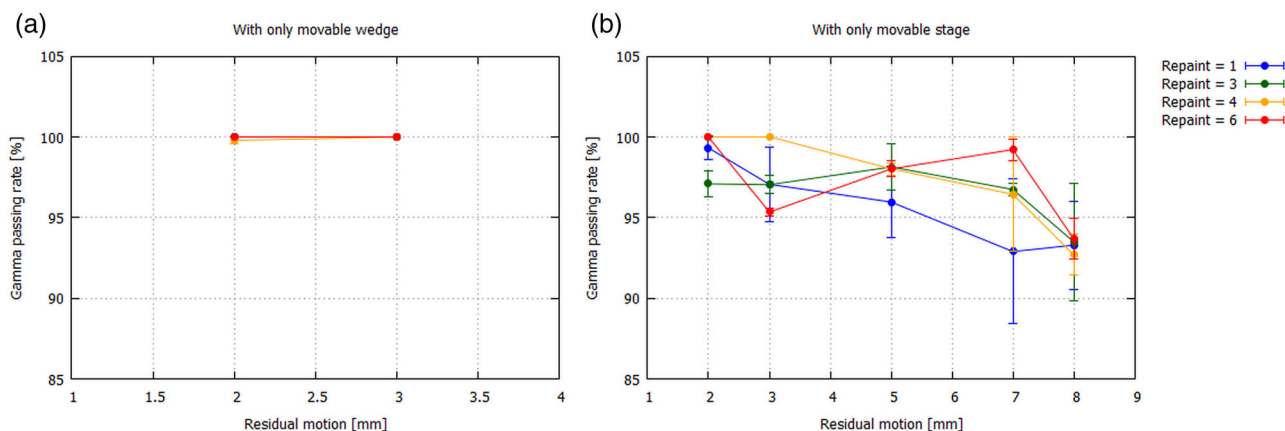 (a)
With only movable wedge
105
100
95
90
85
Gamma passing rate [%]
1 1.5 2 2.5 3 3.5 4
Residual motion [mm]
(b)
With only movable stage
105
100
95
90
85
Gamma passing rate [%]
1 2 3 5 7 8 9
Residual motion [mm]
Repaint = 1
Repaint = 3
Repaint = 4
Repaint = 6